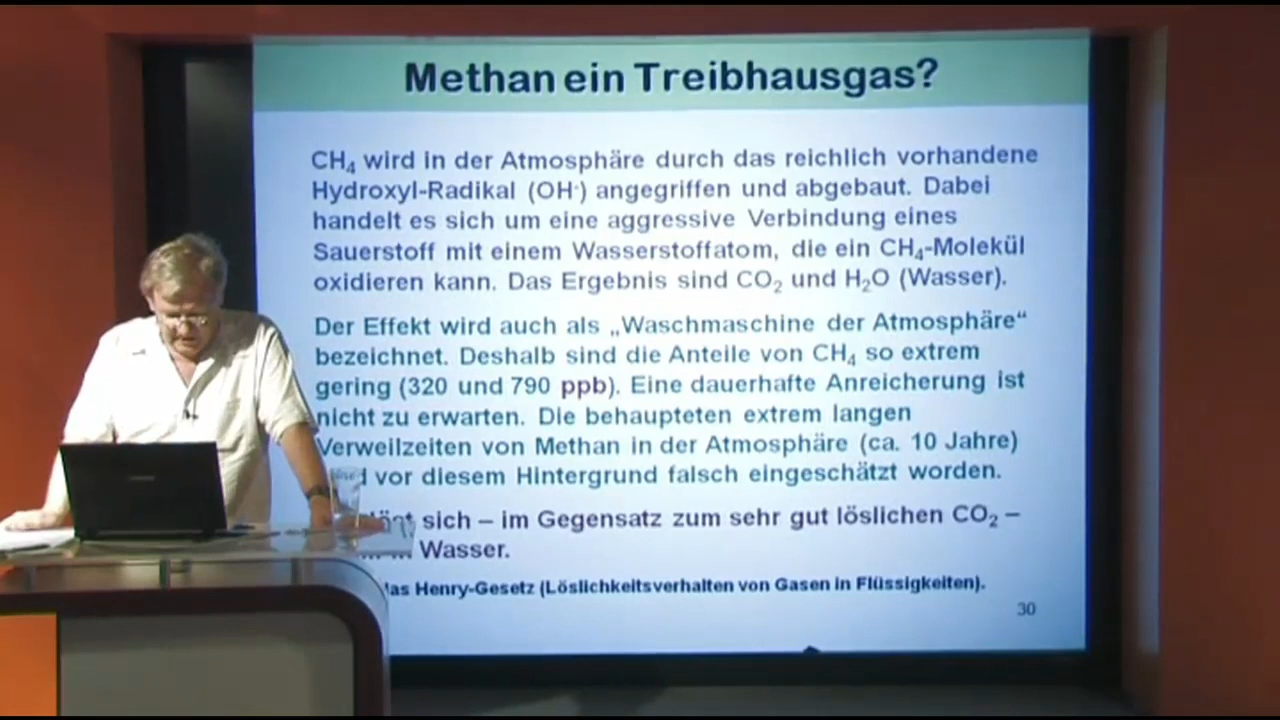 Methan ein Treibhausgas?
CH₄ wird in der Atmosphäre durch das reichlich vorhandene
Hydroxyl-Radikal (OH·) angegriffen und abgebaut. Dabei
handelt es sich um eine aggressive Verbindung eines
Sauerstoff mit einem Wasserstoffatom, die ein CH₄-Molekül
oxidieren kann. Das Ergebnis sind CO₂ und H₂O (Wasser).
Der Effekt wird auch als „Waschmaschine der Atmosphäre“
bezeichnet. Deshalb sind die Anteile von CH₄ so extrem
gering (320 und 790 ppb). Eine dauerhafte Anreicherung ist
nicht zu erwarten. Die behaupteten extrem langen
Verweilzeiten von Methan in der Atmosphäre (ca. 10 Jahre)
vor diesem Hintergrund falsch eingeschätzt worden.
sich – im Gegensatz zum sehr gut löslichen CO₂ –
Wasser.
das Henry-Gesetz (Löslichkeitsverhalten von Gasen in Flüssigkeiten).
30